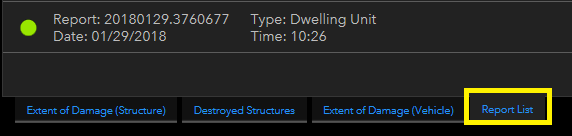 Report: 20180129.3760677 Type: Dwelling Unit
Date: 01/29/2018 Time: 10:26
Extent of Damage (Structure) Destroyed Structures Extent of Damage (Vehicle) Report List